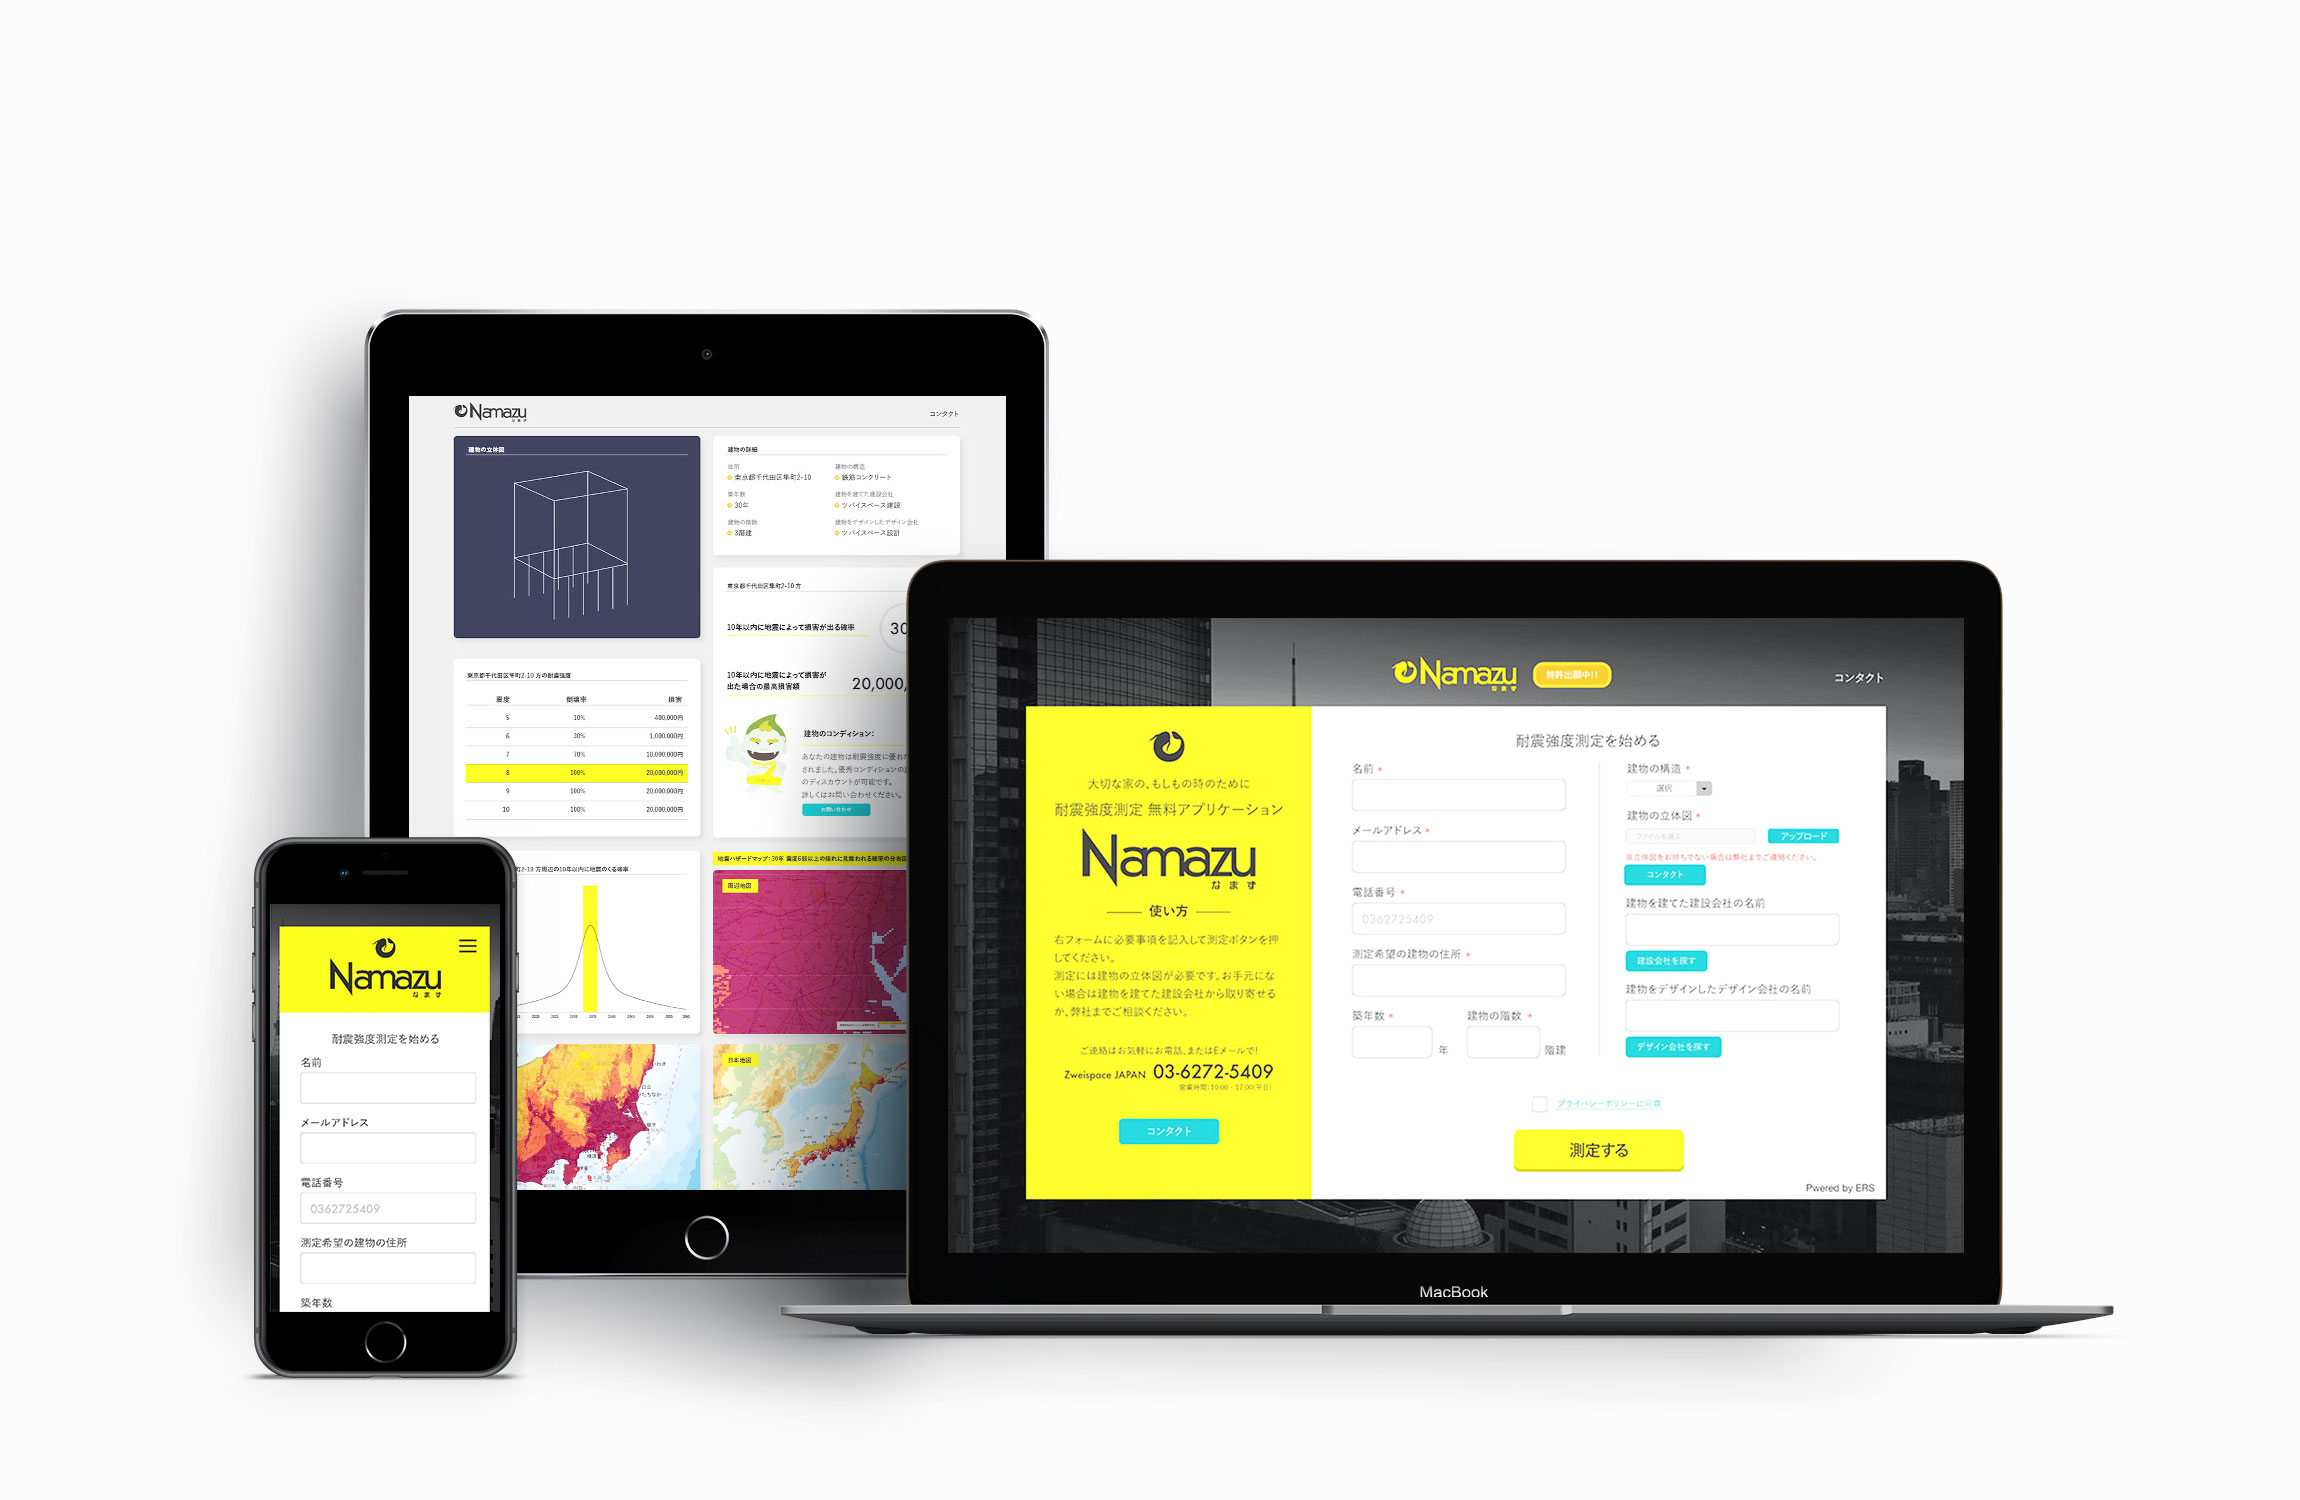 Namazu
なまず
コンタクト
建物の立体図
建物の詳細
住所
東京都千代田区隼町2-10
建物の構造
鉄筋コンクリート
築年数
30年
建物を建てた建設会社
ツバイスペース建設
建物の階数
3階建
建物をデザインしたデザイン会社
ツバイスペース設計
東京都千代田区隼町2-10 方の耐震強度
震度 倒壊率 損害
5 10% 400,000円
6 30% 1,000,000円
7 70% 10,000,000円
8 100% 20,000,000円
9 100% 20,000,000円
10 100% 20,000,000円
東京都千代田区隼町2-10 方
10年以内に地震によって損害が出る確率
30
10年以内に地震によって損害が
出た場合の最高損害額
20,000,
建物のコンディション:
あなたの建物は耐震強度に優れた
されました。優秀コンディションの
のディスカウントが可能です。
詳しくはお問い合わせください。
お問い合わせ
町2-10 方周辺の10年以内に地震のくる確率
地震ハザードマップ:30年 震度6弱以上の揺れに見舞われる確率の分布図
周辺地図
日本地図
Namazu
なまず
耐震強度測定を始める
名前
メールアドレス
電話番号
0362725409
測定希望の建物の住所
築年数
Namazu
なまず
特許出願中!!
コンタクト
大切な家の、もしもの時のために
耐震強度測定 無料アプリケーション
Namazu
なまず
使い方
右フォームに必要事項を記入して測定ボタンを押
してください。
測定には建物の立体図が必要です。お手元にな
い場合は建物を建てた建設会社から取り寄せる
か、弊社までご相談ください。
ご連絡はお気軽にお電話、またはEメールで!
Zweispace JAPAN 03-6272-5409
営業時間:10:00 - 17:00(平日)
コンタクト
耐震強度測定を始める
名前 *
メールアドレス *
電話番号 *
0362725409
測定希望の建物の住所 *
築年数 *
年
建物の階数 *
階建
建物の構造 *
選択
建物の立体図 *
ファイルを選ぶ
アップロード
※立体図をお持ちでない場合は弊社までご連絡ください。
コンタクト
建物を建てた建設会社の名前
建設会社を探す
建物をデザインしたデザイン会社の名前
デザイン会社を探す
プライバシーポリシーに同意
測定する
Pwered by ERS
MacBook